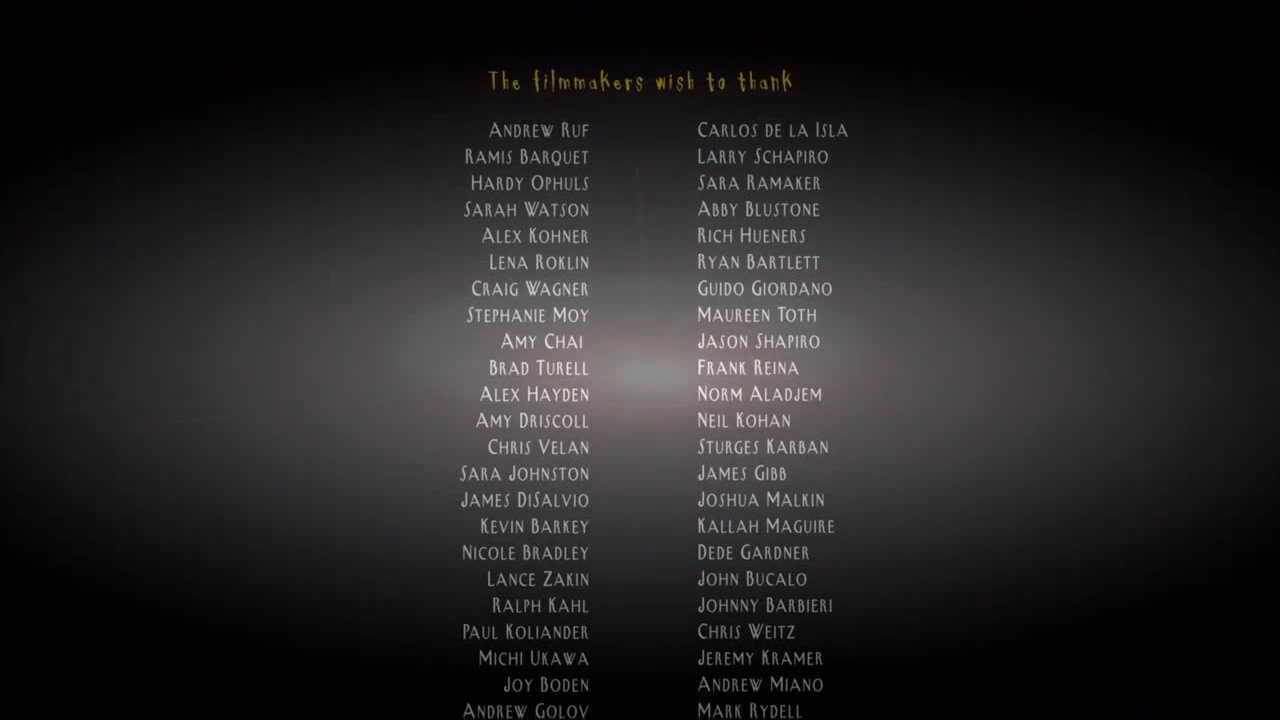 The filmmakers wish to thank
ANDREW RUF CARLOS DE LA ISLA
RAMIS BARQUET LARRY SCHAPIRO
HARDY OPHULS SARA RAMAKER
SARAH WATSON ABBY BLUSTONE
ALEX KOHNER RICH HUENERS
LENA ROKLIN RYAN BARTLETT
CRAIG WAGNER GUIDO GIORDANO
STEPHANIE MOY MAUREEN TOTH
AMY CHAI JASON SHAPIRO
BRAD TURELL FRANK REINA
ALEX HAYDEN NORM ALADJEM
AMY DRISCOLL NEIL KOHAN
CHRIS VELAN STURGES KARBAN
SARA JOHNSTON JAMES GIBB
JAMES DISALVIO JOSHUA MALKIN
KEVIN BARKEY KALLAH MAGUIRE
NICOLE BRADLEY DEDE GARDNER
LANCE ZAKIN JOHN BUCALO
RALPH KAHL JOHNNY BARBIERI
PAUL KOLIANDER CHRIS WEITZ
MICHI UKAWA JEREMY KRAMER
JOY BODEN ANDREW MIANO
ANDREW GOLOV MARK RYDELL